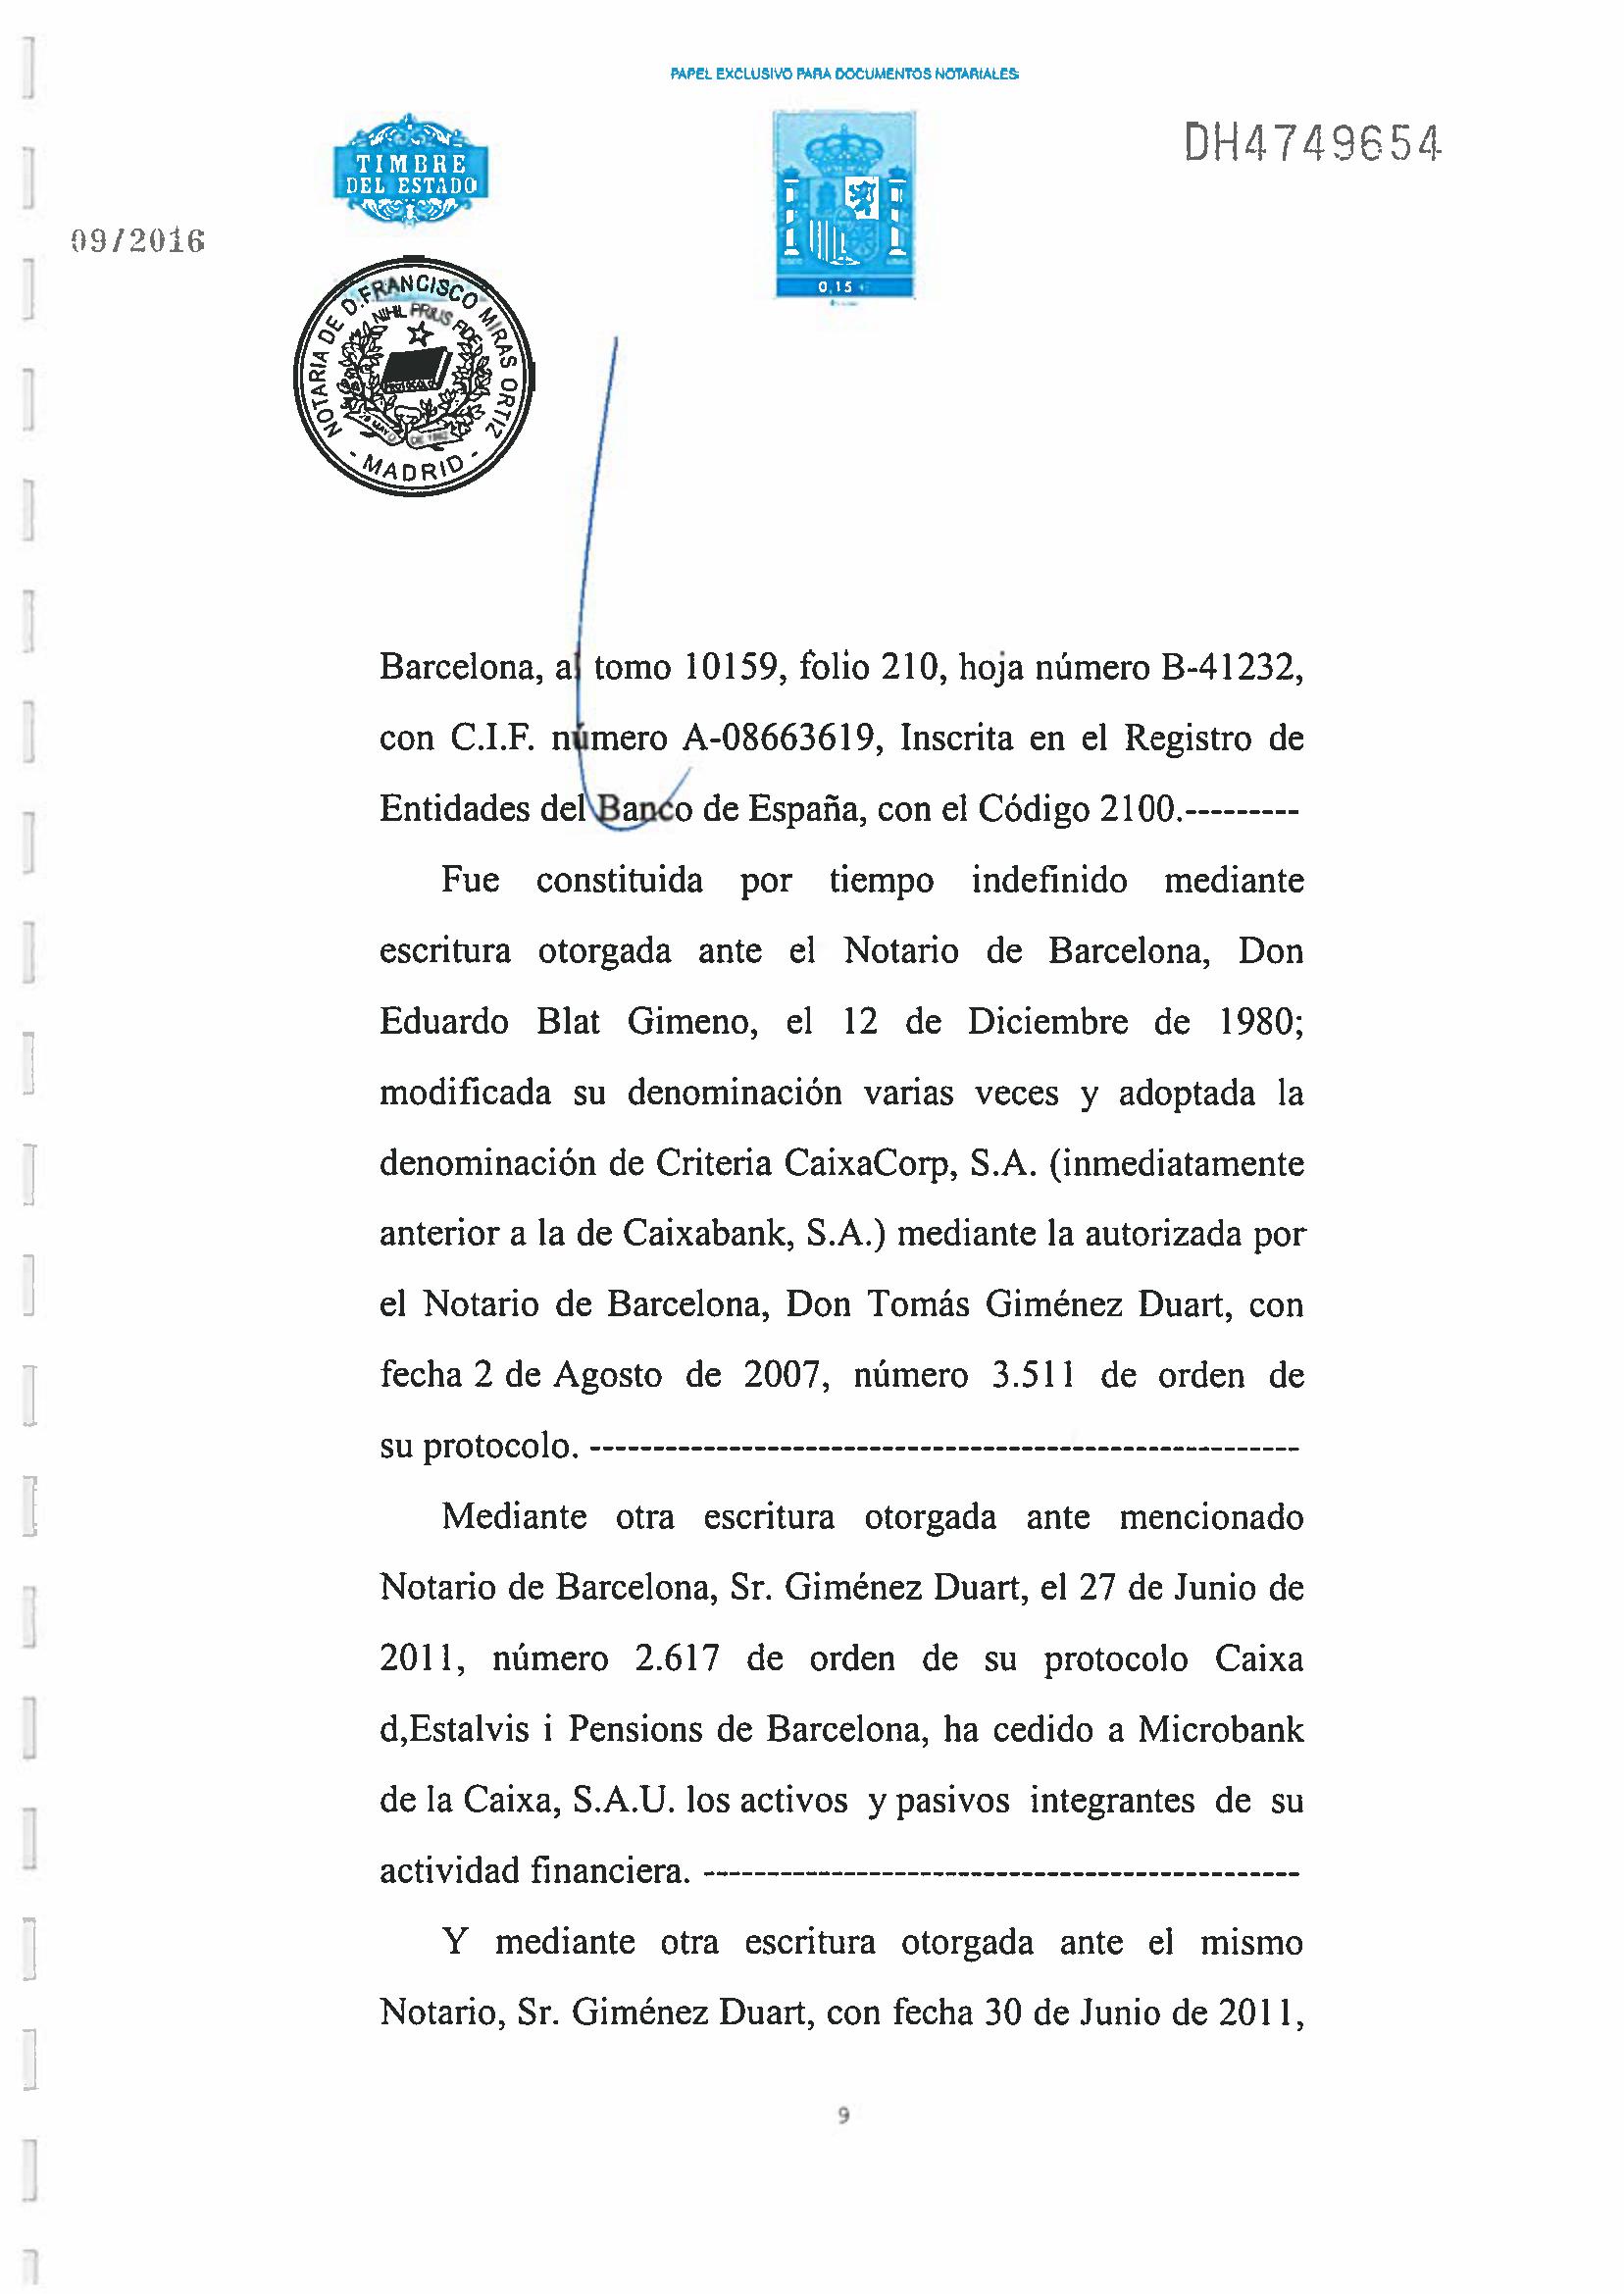 PAPEL EXCLUSIVO PARA DOCUMENTOS NOTARIALES
TIMBRE
DEL ESTADO
DH4749654
09/2016
0,15 €
NOTARIA DE D.FRANCISCO MIRAS ORTIZ
NIHIL PRIUS FIDE
- MADRID -
Barcelona, al tomo 10159, folio 210, hoja número B-41232,
con C.I.F. número A-08663619, Inscrita en el Registro de
Entidades del Banco de España, con el Código 2100.---------
Fue constituida por tiempo indefinido mediante
escritura otorgada ante el Notario de Barcelona, Don
Eduardo Blat Gimeno, el 12 de Diciembre de 1980;
modificada su denominación varias veces y adoptada la
denominación de Criteria CaixaCorp, S.A. (inmediatamente
anterior a la de Caixabank, S.A.) mediante la autorizada por
el Notario de Barcelona, Don Tomás Giménez Duart, con
fecha 2 de Agosto de 2007, número 3.511 de orden de
su protocolo. ---------------------------------------------------------
Mediante otra escritura otorgada ante mencionado
Notario de Barcelona, Sr. Giménez Duart, el 27 de Junio de
2011, número 2.617 de orden de su protocolo Caixa
d,Estalvis i Pensions de Barcelona, ha cedido a Microbank
de la Caixa, S.A.U. los activos y pasivos integrantes de su
actividad financiera. ------------------------------------------------
Y mediante otra escritura otorgada ante el mismo
Notario, Sr. Giménez Duart, con fecha 30 de Junio de 2011,
9